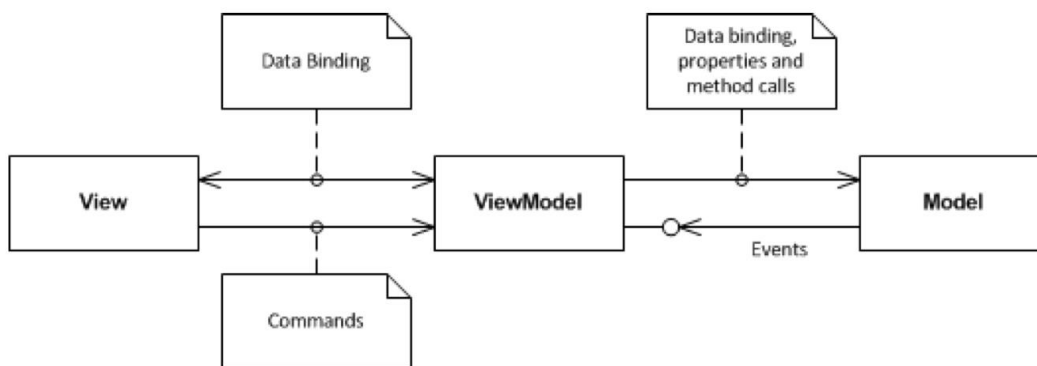 Data Binding
Data binding,
properties and
method calls
View
ViewModel
Model
Events
Commands